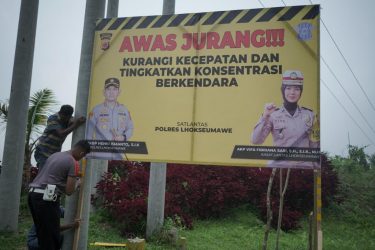 AWAS JURANG!!!
KURANGI KECEPATAN DAN
TINGKATKAN KONSENTRASI
BERKENDARA
SATLANTAS
POLRES LHOKSEUMAWE